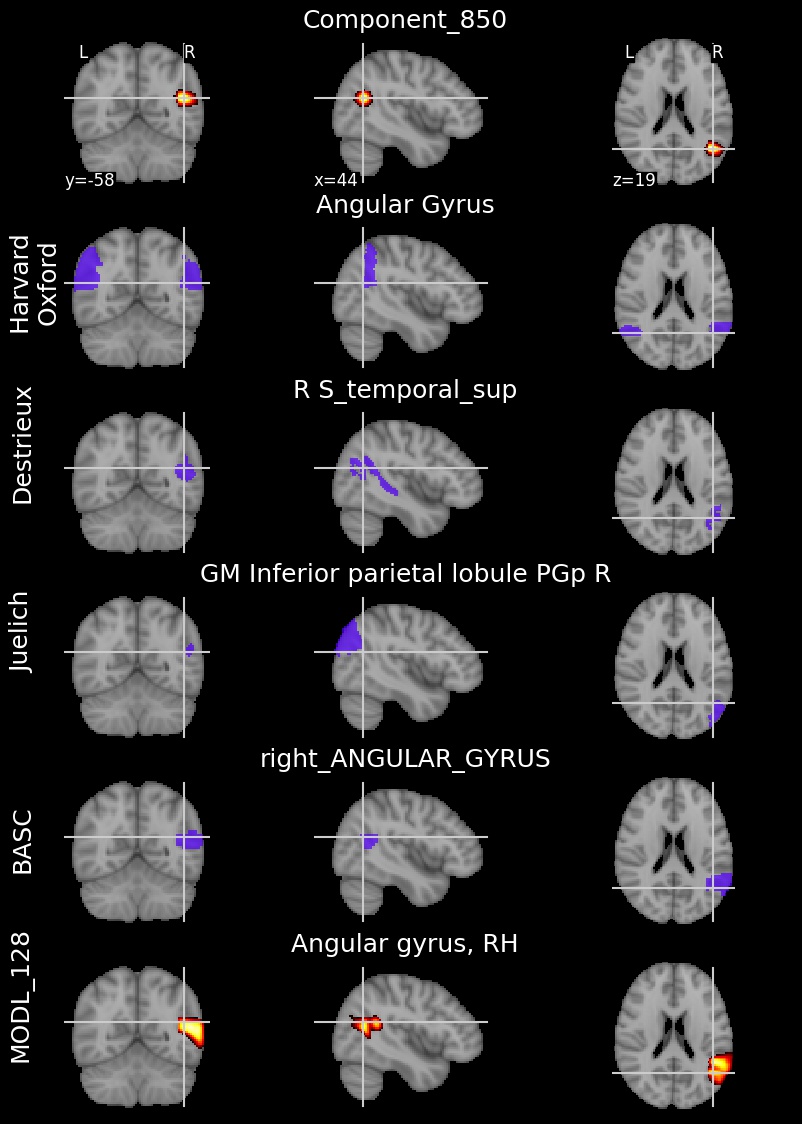 Component_850
L R
L R
y=-58
x=44
z=19
Angular Gyrus
Harvard
Oxford
R S_temporal_sup
Destrieux
GM Inferior parietal lobule PGp R
Juelich
right_ANGULAR_GYRUS
BASC
Angular gyrus, RH
MODL_128